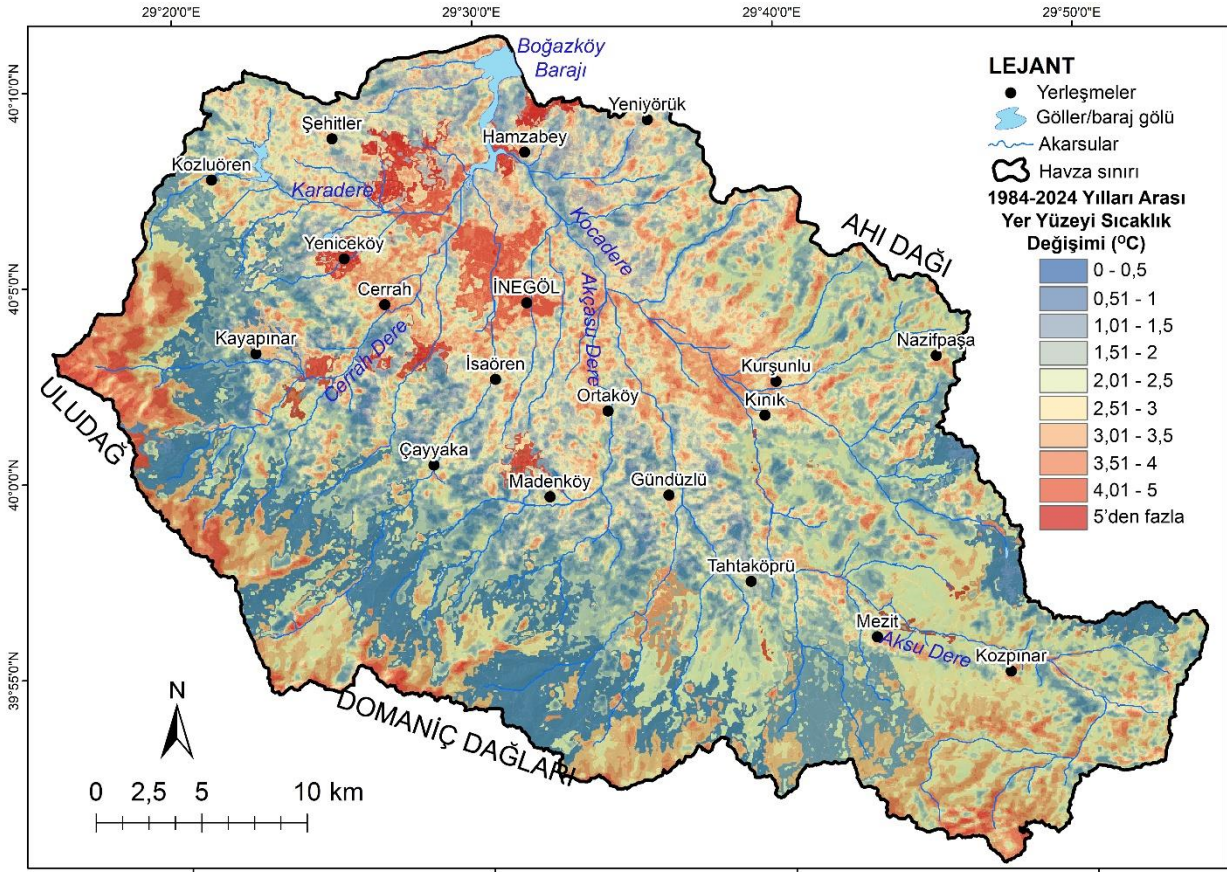 29°20'0"E
29°30'0"E
29°40'0"E
29°50'0"E
40°10'0"N
40°5'0"N
40°0'0"N
39°55'0"N
Boğazköy
Barajı
Yeniyörük
Şehitler
Hamzabey
Kozluören
Karadere
Kocadere
AHI DAĞI
Yeniceköy
Cerrah
İNEGÖL
Akçasu Dere
Kayapınar
Cerrah Dere
Nazifpaşa
İsaören
Kurşunlu
ULUDAĞ
Ortaköy
Kınık
Çayyaka
Madenköy
Gündüzlü
Tahtaköprü
Mezit
Aksu Dere
Kozpınar
DOMANİÇ DAĞLARI
N
0 2,5 5 10 km
LEJANT
Yerleşmeler
Göller/baraj gölü
Akarsular
Havza sınırı
1984-2024 Yılları Arası
Yer Yüzeyi Sıcaklık
Değişimi (°C)
0 - 0,5
0,51 - 1
1,01 - 1,5
1,51 - 2
2,01 - 2,5
2,51 - 3
3,01 - 3,5
3,51 - 4
4,01 - 5
5'den fazla